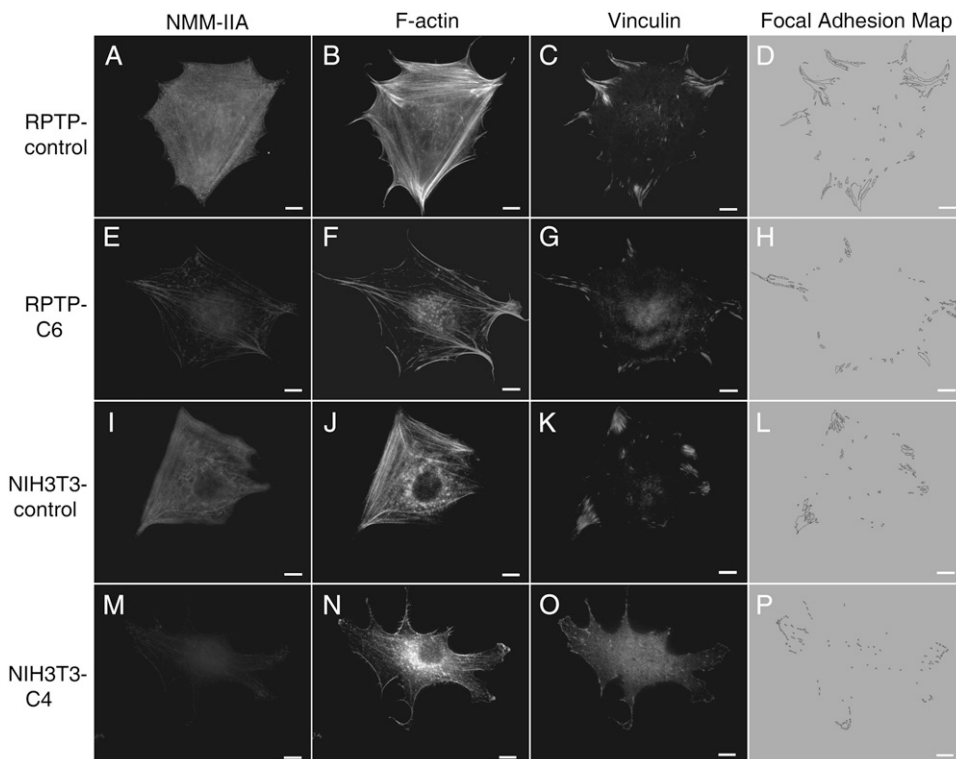 NMM-IIA F-actin Vinculin Focal Adhesion Map
A B C D
RPTP-
control
E F G H
RPTP-
C6
I J K L
NIH3T3-
control
M N O P
NIH3T3-
C4